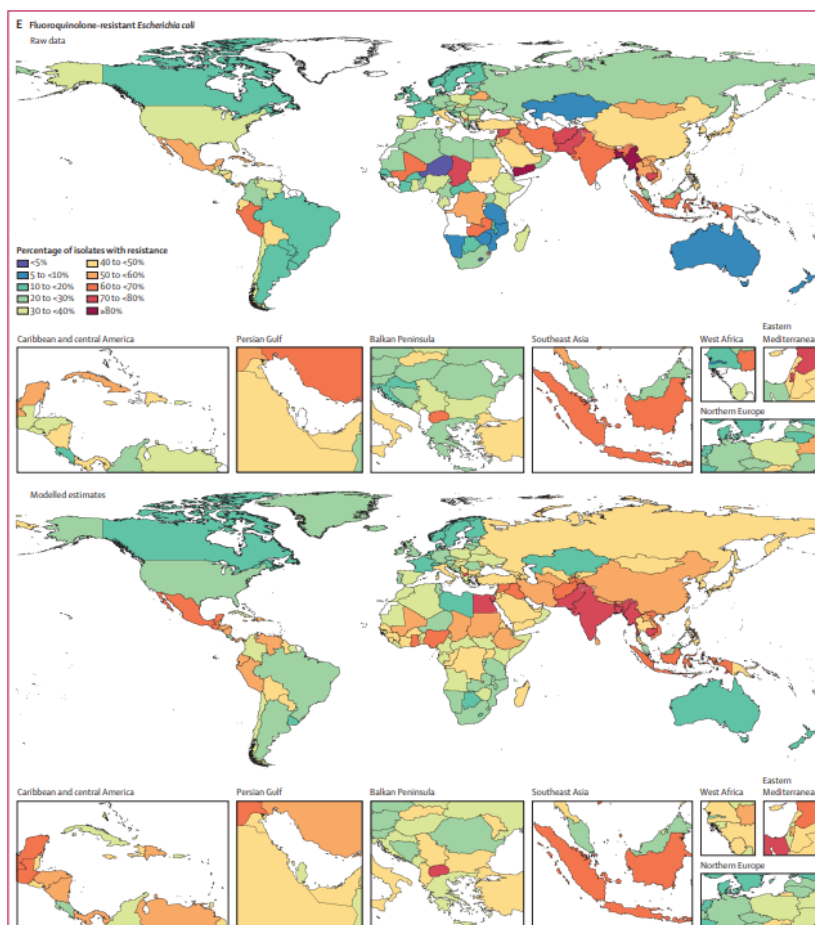 E Fluoroquinolone-resistant Escherichia coli
Raw data
Percentage of isolates with resistance
<5%
5 to <10%
10 to <20%
20 to <30%
30 to <40%
40 to <50%
50 to <60%
60 to <70%
70 to <80%
≥80%
Caribbean and central America
Persian Gulf
Balkan Peninsula
Southeast Asia
West Africa
Eastern
Mediterranean
Northern Europe
Modelled estimates
Caribbean and central America
Persian Gulf
Balkan Peninsula
Southeast Asia
West Africa
Eastern
Mediterranean
Northern Europe